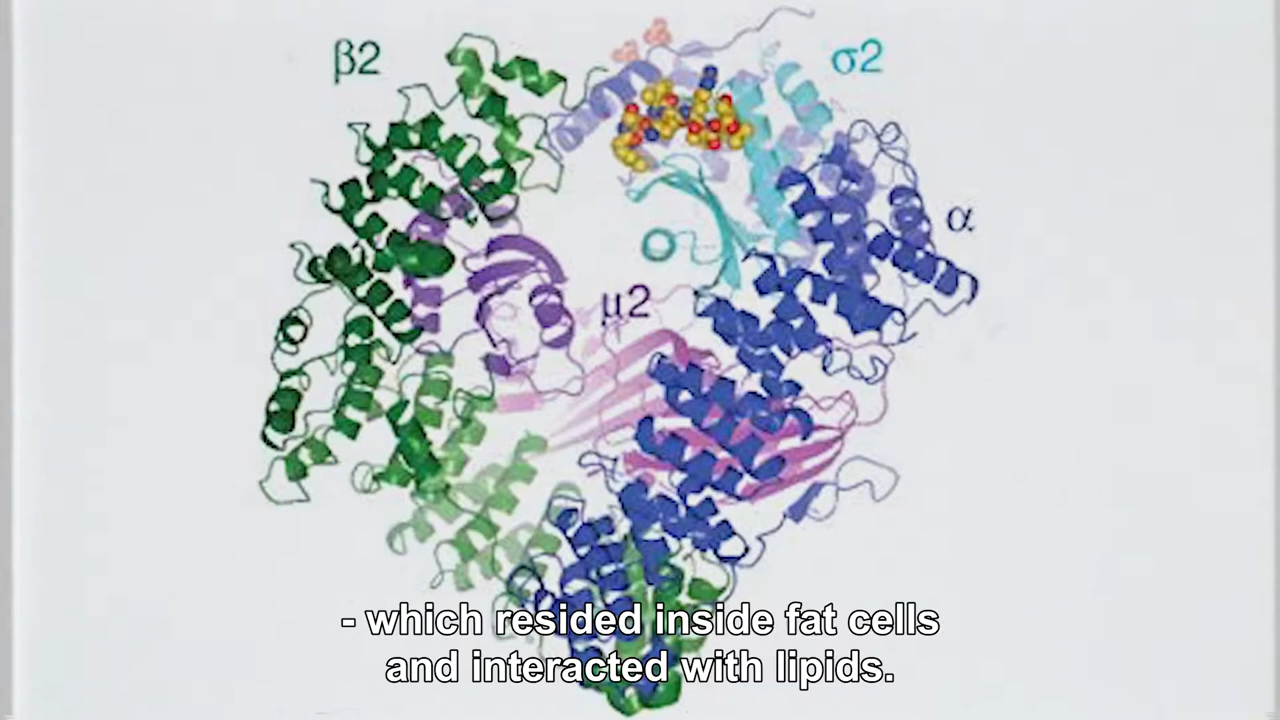 β2
σ2
α
μ2
- which resided inside fat cells
and interacted with lipids.